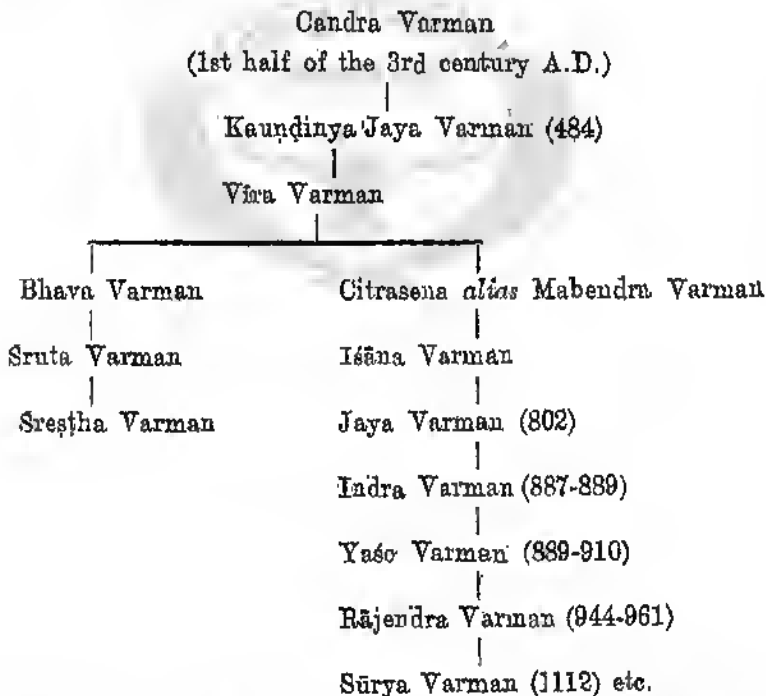 Candra Varman
(1st half of the 3rd century A.D.)
Kauṇḍinya Jaya Varman (484)
Vīra Varman
Bhava Varman Citrasena alias Mabendra Varman
Sruta Varman Iśāna Varman
Sreṣṭha Varman Jaya Varman (802)
Indra Varman (887-889)
Yaśo Varman (889-910)
Rājendra Varman (944-961)
Sūrya Varman (1112) etc.